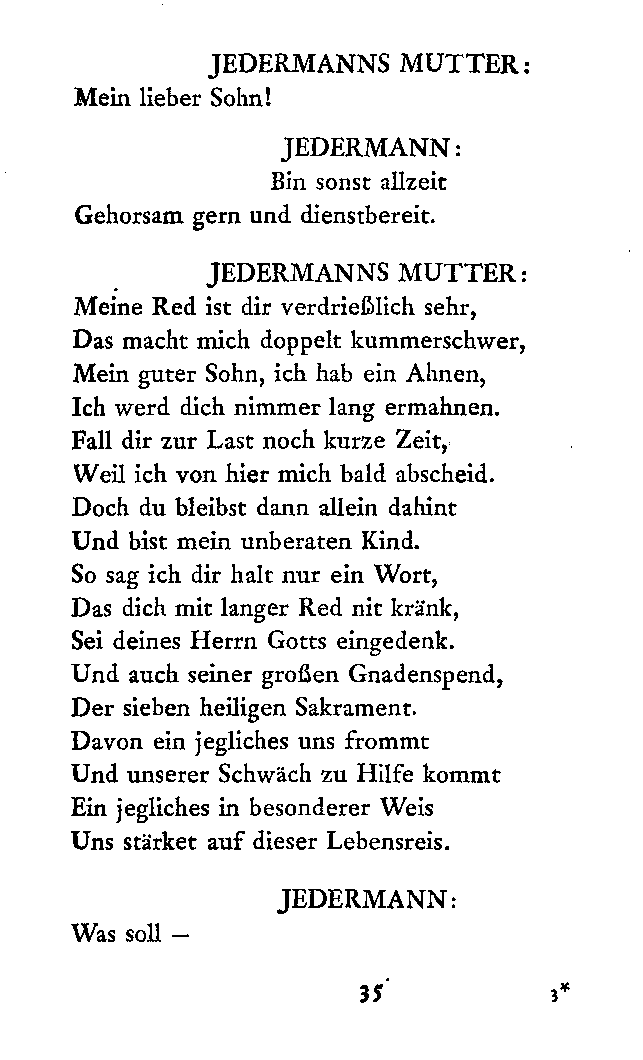 JEDERMANNS MUTTER:
Mein lieber Sohn!
JEDERMANN:
Bin sonst allzeit
Gehorsam gern und dienstbereit.
JEDERMANNS MUTTER:
Meine Red ist dir verdrießlich sehr,
Das macht mich doppelt kummerschwer,
Mein guter Sohn, ich hab ein Ahnen,
Ich werd dich nimmer lang ermahnen.
Fall dir zur Last noch kurze Zeit,
Weil ich von hier mich bald abscheid.
Doch du bleibst dann allein dahint
Und bist mein unberaten Kind.
So sag ich dir halt nur ein Wort,
Das dich mit langer Red nit kränk,
Sei deines Herrn Gotts eingedenk.
Und auch seiner großen Gnadenspend,
Der sieben heiligen Sakrament.
Davon ein jegliches uns frommt
Und unserer Schwäch zu Hilfe kommt
Ein jegliches in besonderer Weis
Uns stärket auf dieser Lebensreis.
JEDERMANN:
Was soll —
35 3*